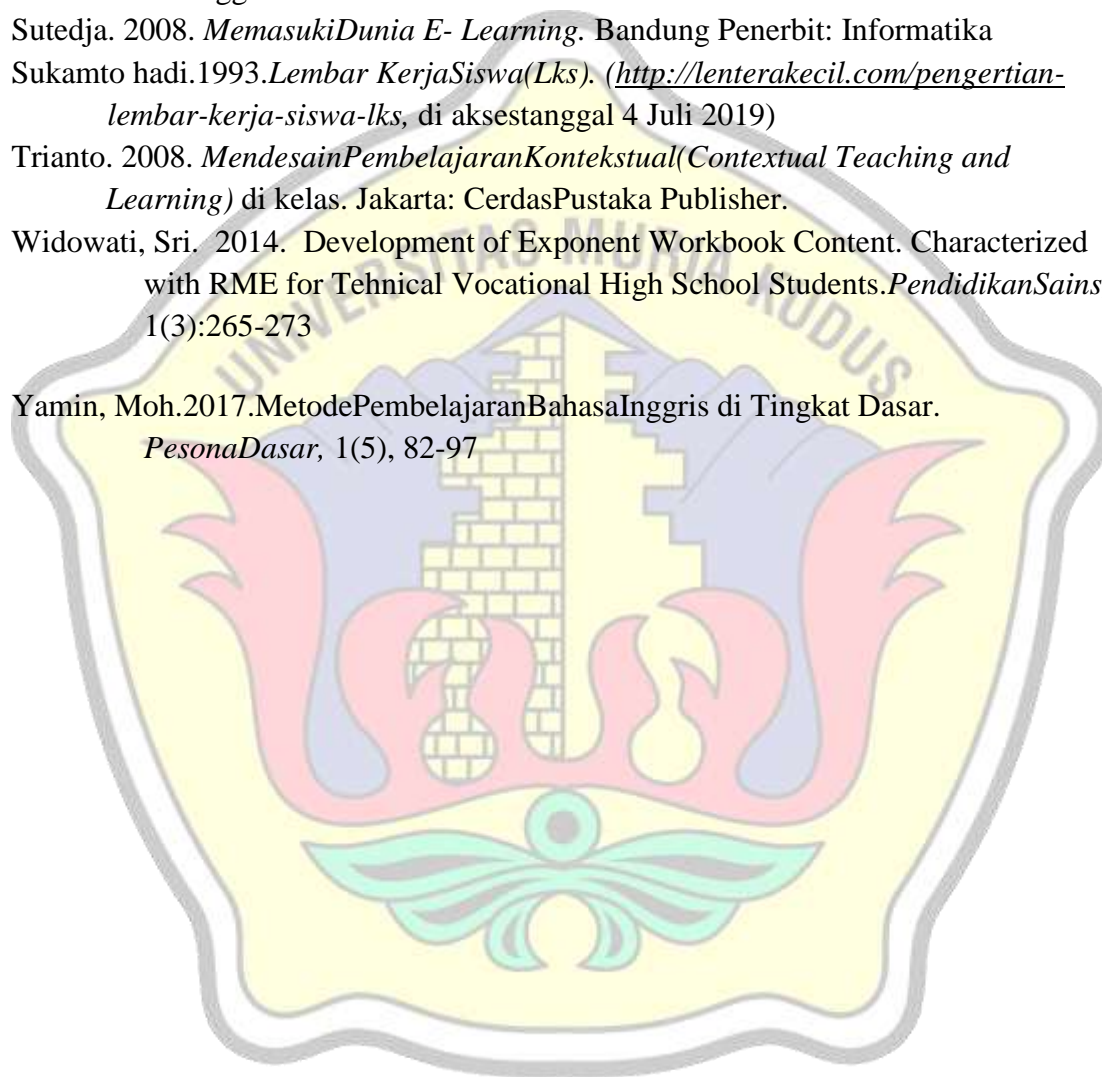 Sutedja. 2008. MemasukiDunia E- Learning. Bandung Penerbit: Informatika
Sukamto hadi.1993.Lembar KerjaSiswa(Lks). (http://lenterakecil.com/pengertian-
lembar-kerja-siswa-lks, di aksestanggal 4 Juli 2019)
Trianto. 2008. MendesainPembelajaranKontekstual(Contextual Teaching and
Learning) di kelas. Jakarta: CerdasPustaka Publisher.
Widowati, Sri. 2014. Development of Exponent Workbook Content. Characterized
with RME for Tehnical Vocational High School Students.PendidikanSains
1(3):265-273
Yamin, Moh.2017.MetodePembelajaranBahasaInggris di Tingkat Dasar.
PesonaDasar, 1(5), 82-97
UNIVERSITAS MURIA KUDUS